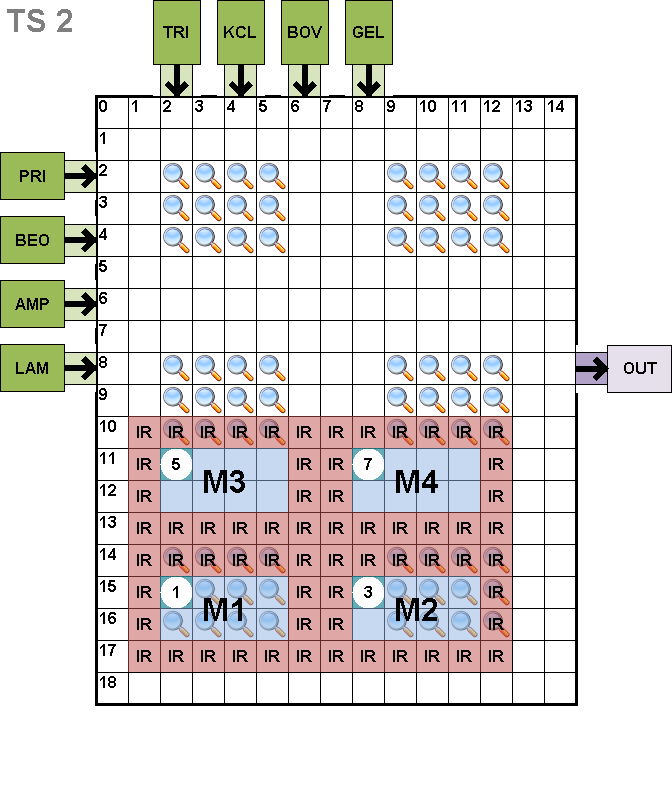 TS 2
TRI KCL BOV GEL
0 1 2 3 4 5 6 7 8 9 10 11 12 13 14
1
PRI 2
3
BEO 4
5
AMP 6
7
LAM 8 OUT
9
10 IR IR IR IR IR IR IR IR IR IR IR IR
11 IR 5 IR IR 7 IR
M3 M4
12 IR IR IR IR
13 IR IR IR IR IR IR IR IR IR IR IR IR
14 IR IR IR IR IR IR IR IR IR IR IR IR
15 IR 1 IR IR 3 IR
M1 M2
16 IR IR IR IR
17 IR IR IR IR IR IR IR IR IR IR IR IR
18